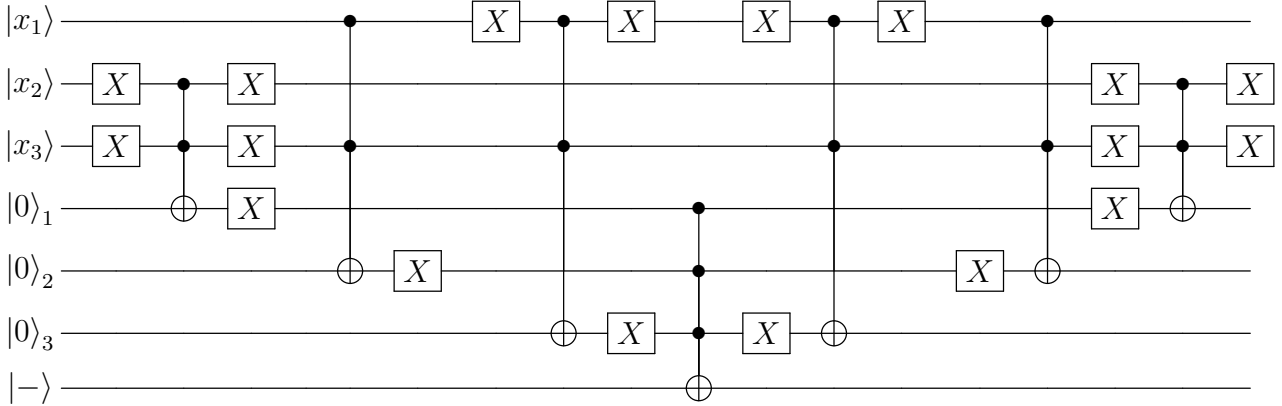 |x₁⟩ X X X X
|x₂⟩ X X X X
|x₃⟩ X X X X
|0⟩₁ X X
|0⟩₂ X X
|0⟩₃ X X
|−⟩